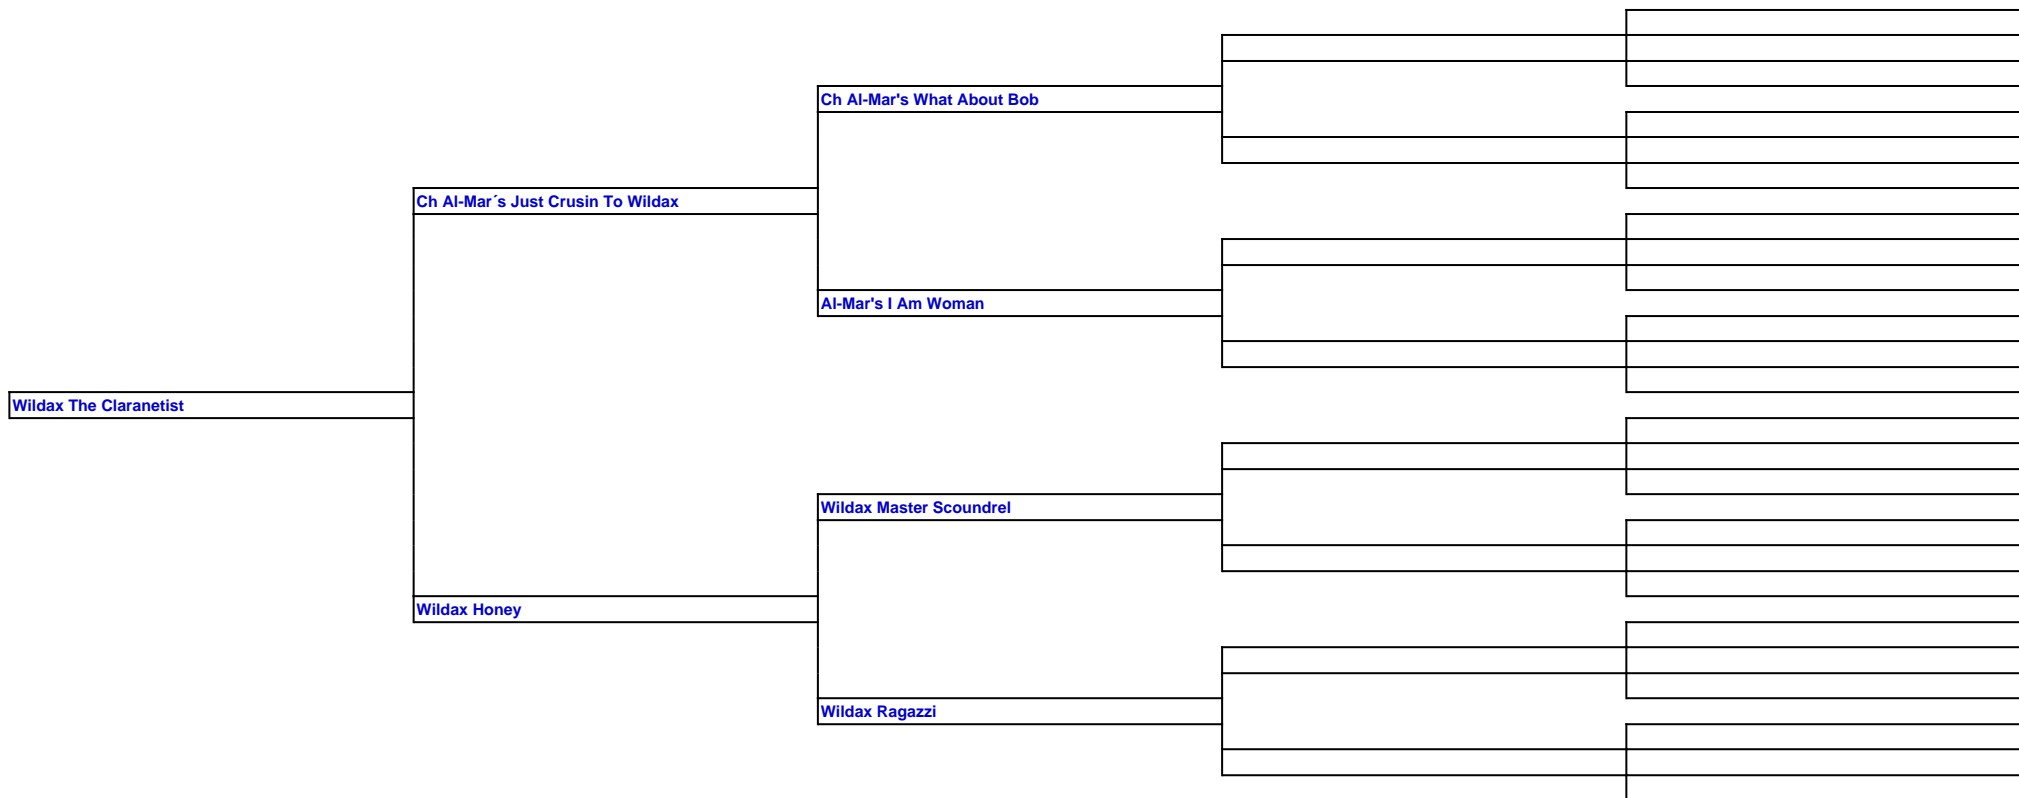 Ch Al-Mar's What About Bob
Ch Al-Mar´s Just Crusin To Wildax
Al-Mar's I Am Woman
Wildax The Claranetist
Wildax Master Scoundrel
Wildax Honey
Wildax Ragazzi